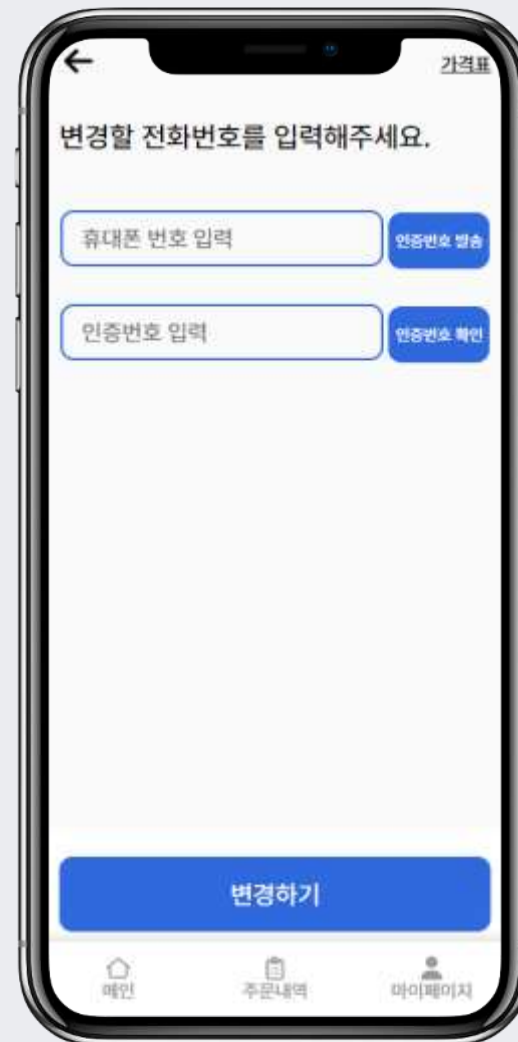 가격표
변경할 전화번호를 입력해주세요.
휴대폰 번호 입력
인증번호 발송
인증번호 입력
인증번호 확인
변경하기
메인
주문내역
마이페이지